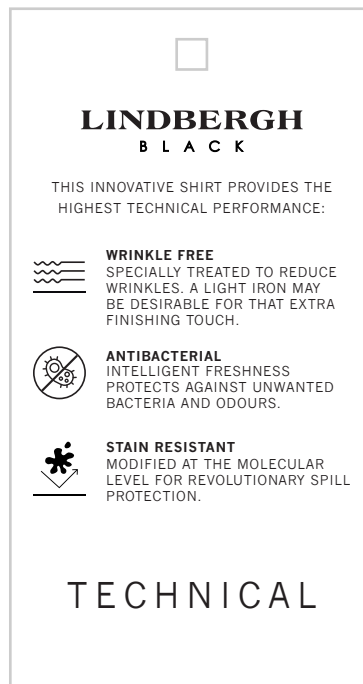 LINDBERGH
BLACK
THIS INNOVATIVE SHIRT PROVIDES THE
HIGHEST TECHNICAL PERFORMANCE:
WRINKLE FREE
SPECIALLY TREATED TO REDUCE
WRINKLES. A LIGHT IRON MAY
BE DESIRABLE FOR THAT EXTRA
FINISHING TOUCH.
ANTIBACTERIAL
INTELLIGENT FRESHNESS
PROTECTS AGAINST UNWANTED
BACTERIA AND ODOURS.
STAIN RESISTANT
MODIFIED AT THE MOLECULAR
LEVEL FOR REVOLUTIONARY SPILL
PROTECTION.
TECHNICAL